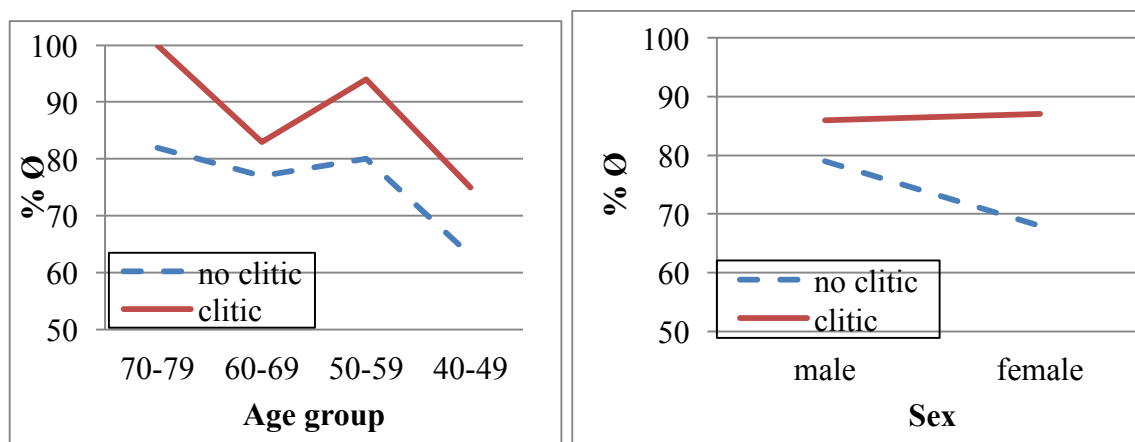 100
90
80
70
60
50
% Ø
no clitic
clitic
70-79 60-69 50-59 40-49
Age group
100
90
80
70
60
50
% Ø
no clitic
clitic
male female
Sex